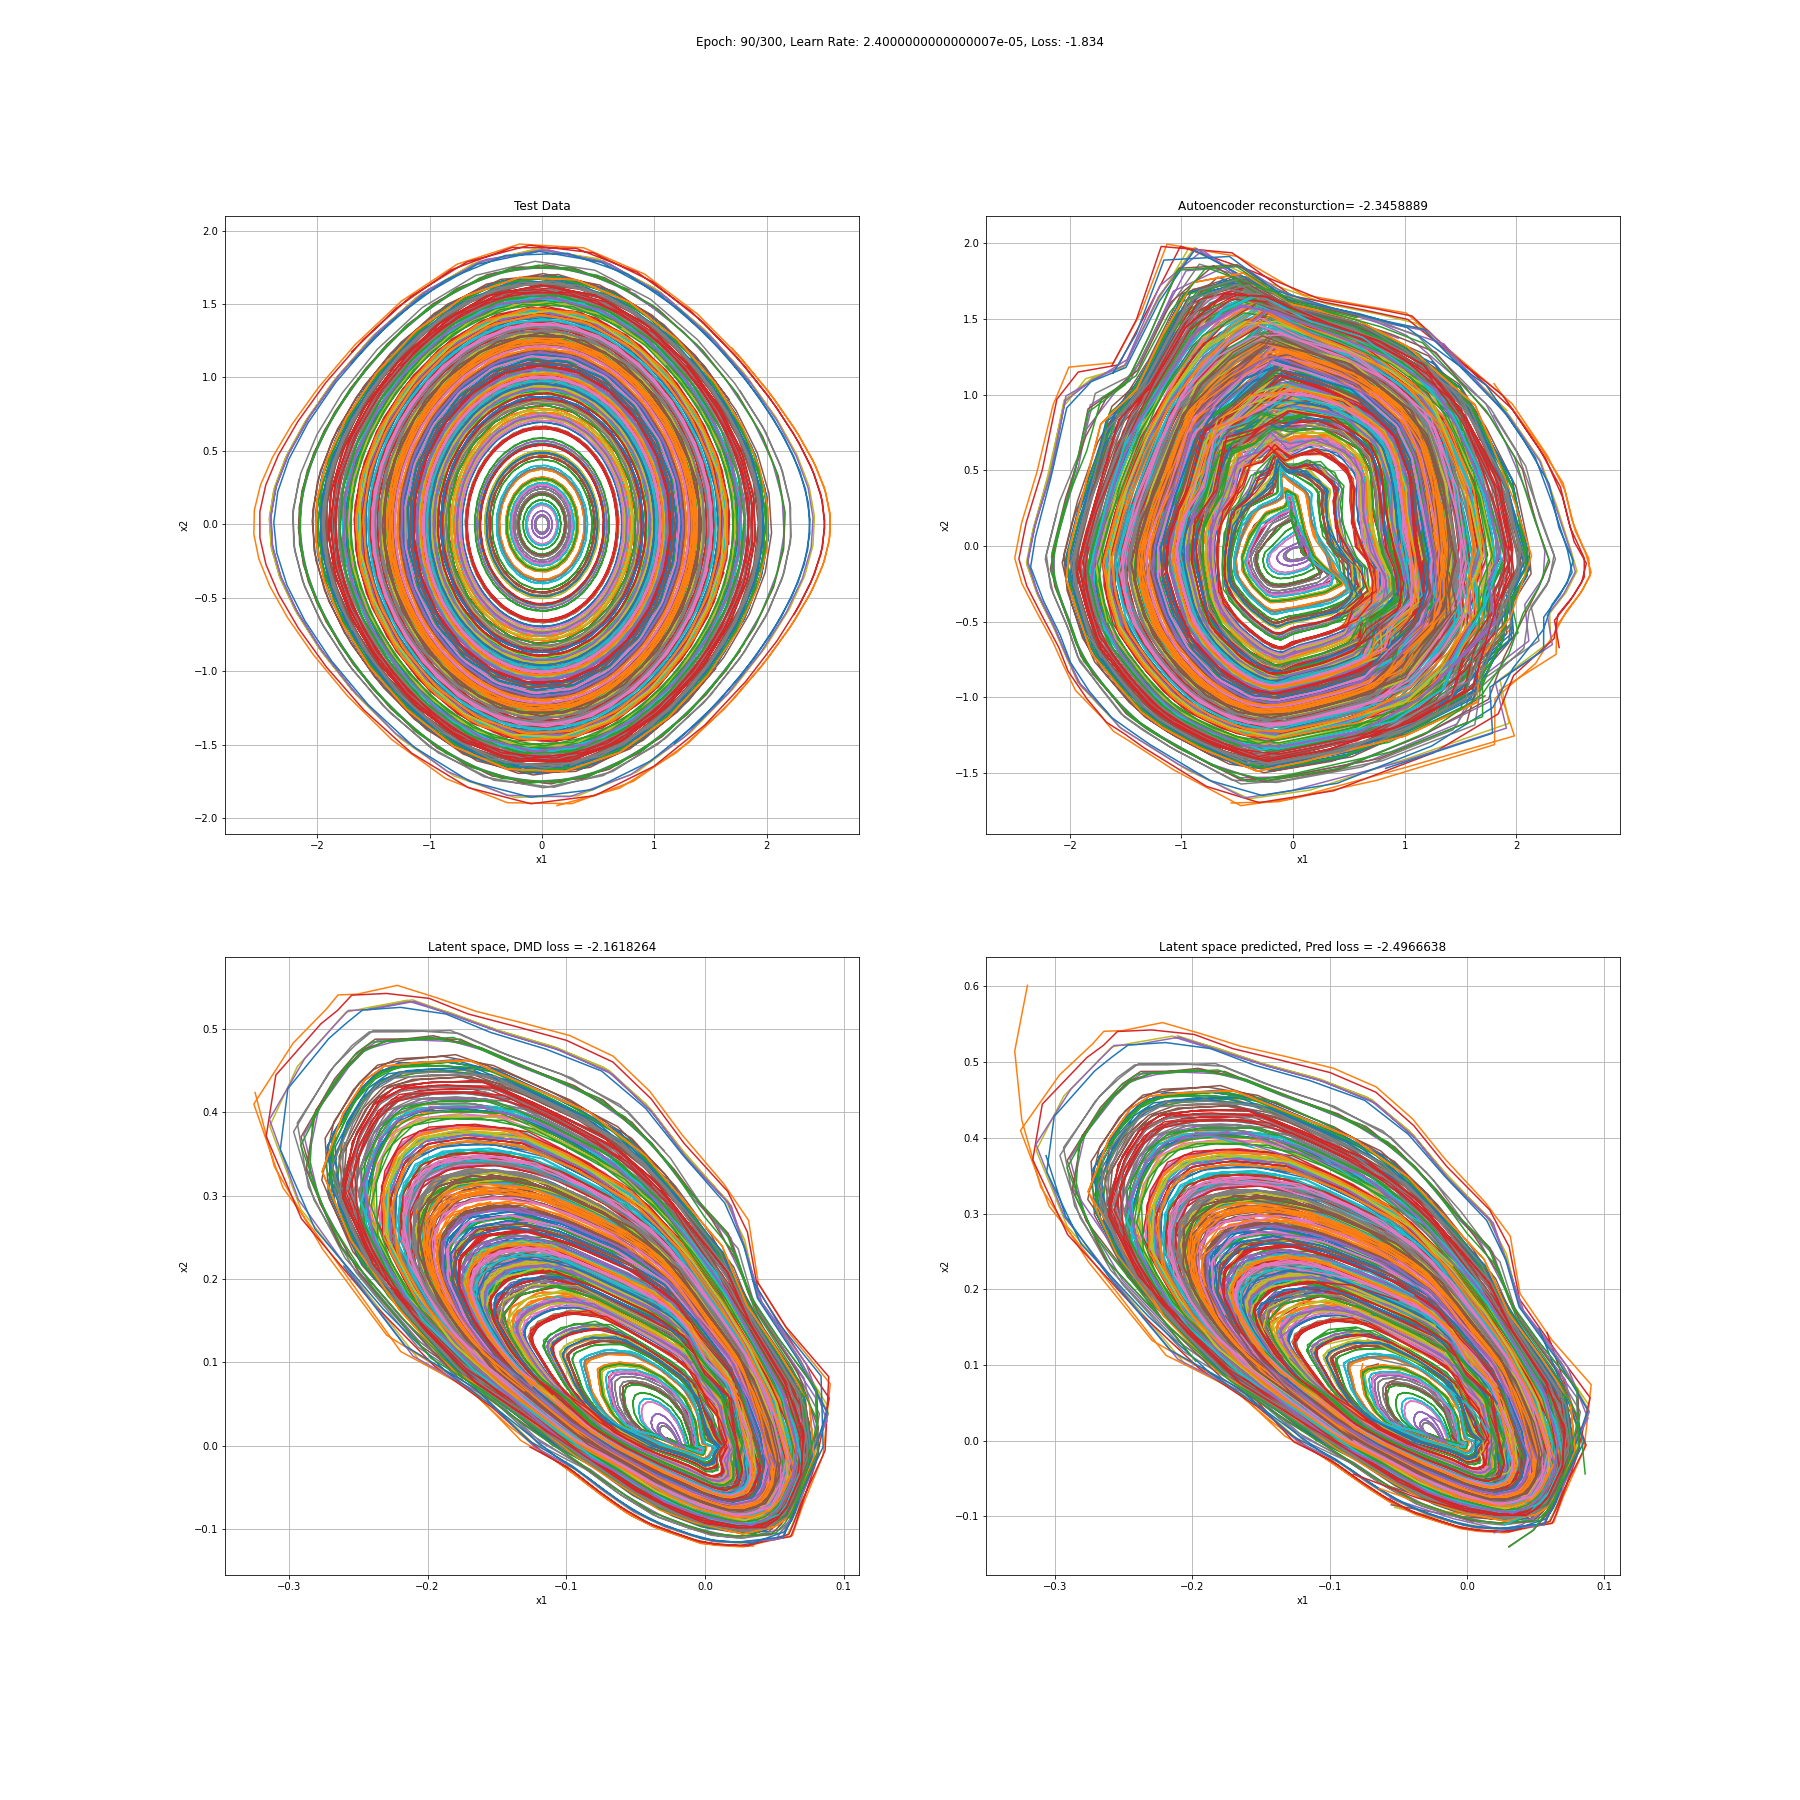 Epoch: 90/300, Learn Rate: 2.4000000000000007e-05, Loss: -1.834
Test Data
2.0
1.5
1.0
0.5
0.0
−0.5
−1.0
−1.5
−2.0
x2
−2 −1 0 1 2
x1
Autoencoder reconsturction= -2.3458889
2.0
1.5
1.0
0.5
0.0
−0.5
−1.0
−1.5
x2
−2 −1 0 1 2
x1
Latent space, DMD loss = -2.1618264
0.5
0.4
0.3
0.2
0.1
0.0
−0.1
x2
−0.3 −0.2 −0.1 0.0 0.1
x1
Latent space predicted, Pred loss = -2.4966638
0.6
0.5
0.4
0.3
0.2
0.1
0.0
−0.1
x2
−0.3 −0.2 −0.1 0.0 0.1
x1